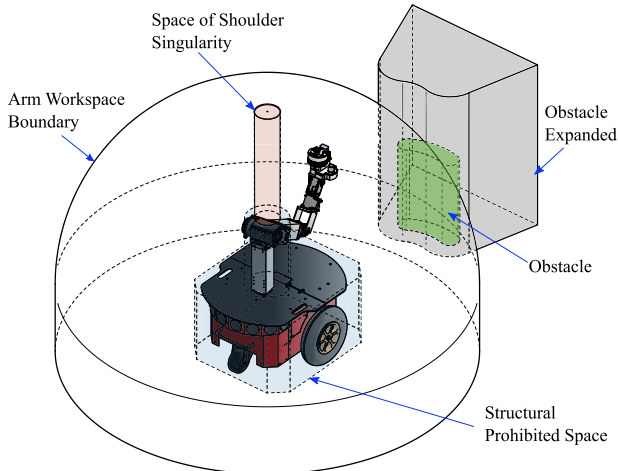 Space of Shoulder
Singularity
Arm Workspace
Boundary
Obstacle
Expanded
Obstacle
Structural
Prohibited Space